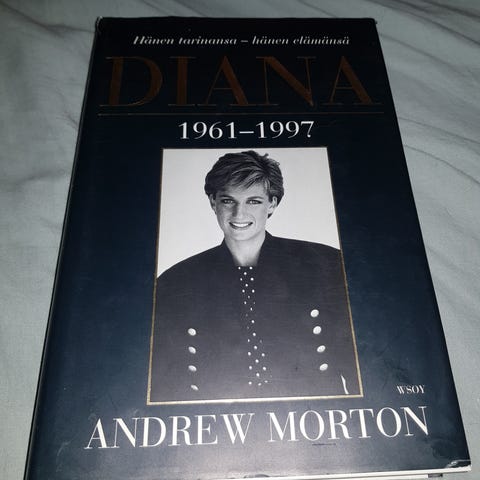 Hänen tarinansa – hänen elämänsä
DIANA
1961–1997
WSOY
ANDREW MORTON